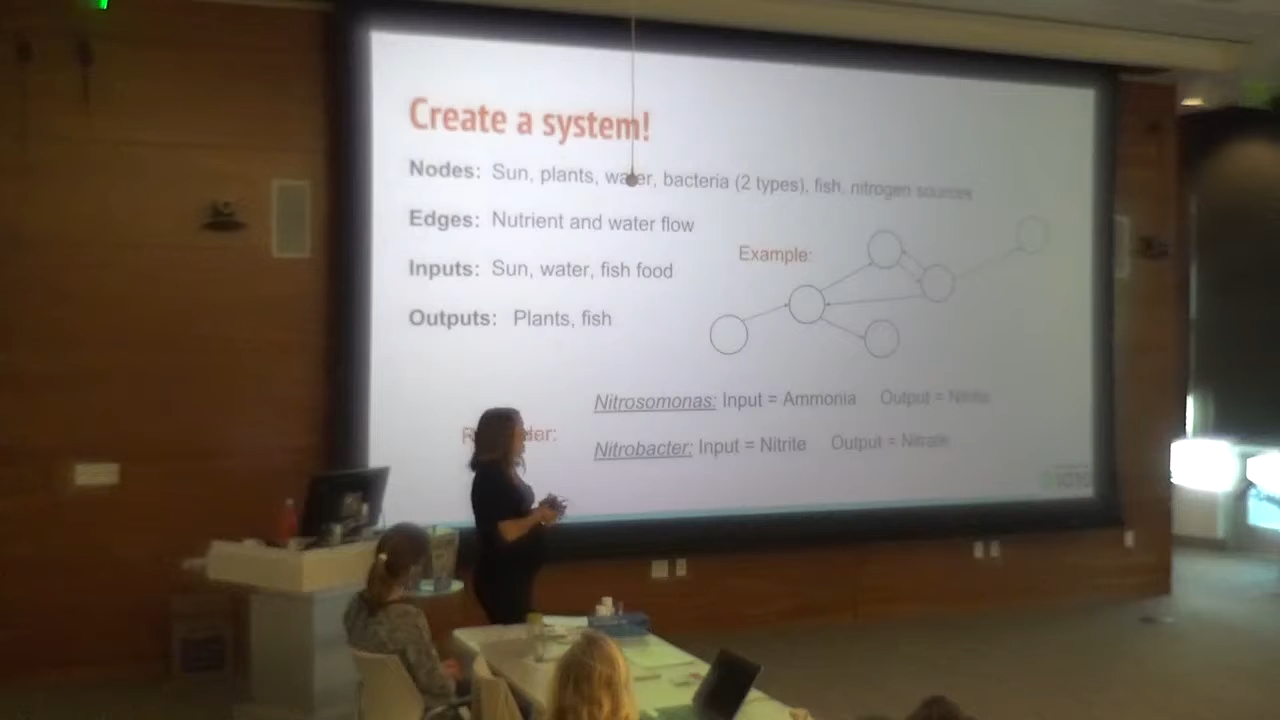 Create a system!
Nodes: Sun, plants, water, bacteria (2 types), fish, nitrogen sources
Edges: Nutrient and water flow
Example:
Inputs: Sun, water, fish food
Outputs: Plants, fish
Nitrosomonas: Input = Ammonia Output = Nitrite
Nitrobacter: Input = Nitrite Output = Nitrate